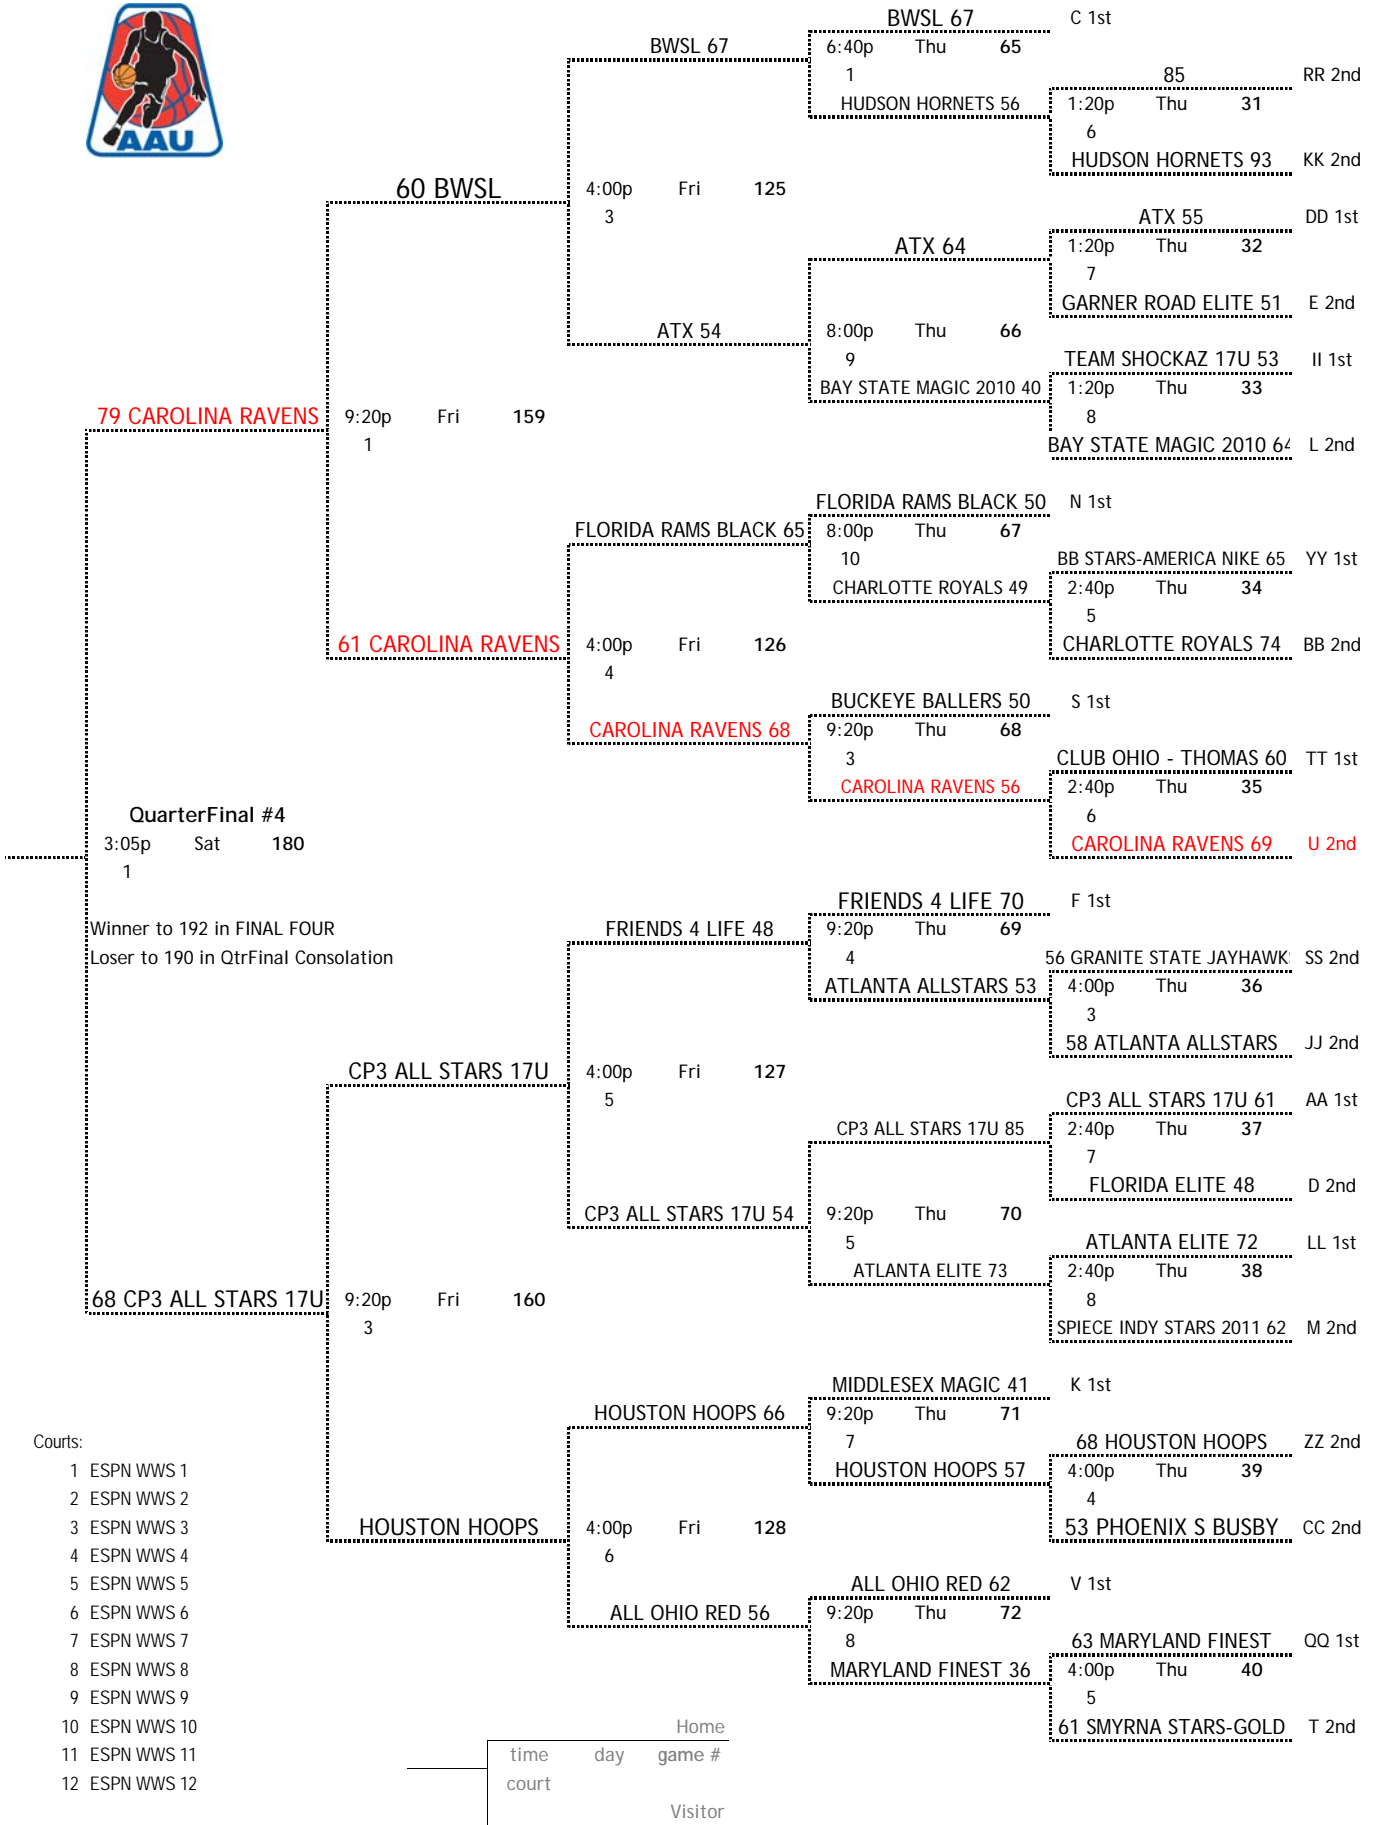 BWSL 67 C 1st
BWSL 67 6:40p Thu 65
1 85 RR 2nd
HUDSON HORNETS 56 1:20p Thu 31
AAU
6
HUDSON HORNETS 93 KK 2nd
60 BWSL 4:00p Fri 125
3 ATX 55 DD 1st
ATX 64 1:20p Thu 32
7
GARNER ROAD ELITE 51 E 2nd
ATX 54 8:00p Thu 66
9 TEAM SHOCKAZ 17U 53 II 1st
BAY STATE MAGIC 2010 40 1:20p Thu 33
79 CAROLINA RAVENS 9:20p Fri 159 8
1 BAY STATE MAGIC 2010 64 L 2nd
FLORIDA RAMS BLACK 50 N 1st
FLORIDA RAMS BLACK 65 8:00p Thu 67
10 BB STARS-AMERICA NIKE 65 YY 1st
CHARLOTTE ROYALS 49 2:40p Thu 34
5
61 CAROLINA RAVENS 4:00p Fri 126 CHARLOTTE ROYALS 74 BB 2nd
4
BUCKEYE BALLERS 50 S 1st
CAROLINA RAVENS 68 9:20p Thu 68
3 CLUB OHIO - THOMAS 60 TT 1st
CAROLINA RAVENS 56 2:40p Thu 35
QuarterFinal #4 6
3:05p Sat 180 CAROLINA RAVENS 69 U 2nd
1
FRIENDS 4 LIFE 70 F 1st
Winner to 192 in FINAL FOUR FRIENDS 4 LIFE 48 9:20p Thu 69
Loser to 190 in QtrFinal Consolation 4 56 GRANITE STATE JAYHAWK SS 2nd
ATLANTA ALLSTARS 53 4:00p Thu 36
3
58 ATLANTA ALLSTARS JJ 2nd
CP3 ALL STARS 17U 4:00p Fri 127
5 CP3 ALL STARS 17U 61 AA 1st
CP3 ALL STARS 17U 85 2:40p Thu 37
7
FLORIDA ELITE 48 D 2nd
CP3 ALL STARS 17U 54 9:20p Thu 70
5 ATLANTA ELITE 72 LL 1st
ATLANTA ELITE 73 2:40p Thu 38
68 CP3 ALL STARS 17U 9:20p Fri 160 8
3 SPIECE INDY STARS 2011 62 M 2nd
MIDDLESEX MAGIC 41 K 1st
HOUSTON HOOPS 66 9:20p Thu 71
Courts: 7 68 HOUSTON HOOPS ZZ 2nd
1 ESPN WWS 1 HOUSTON HOOPS 57 4:00p Thu 39
2 ESPN WWS 2 4
3 ESPN WWS 3 HOUSTON HOOPS 4:00p Fri 128 53 PHOENIX S BUSBY CC 2nd
4 ESPN WWS 4 6
5 ESPN WWS 5 ALL OHIO RED 62 V 1st
6 ESPN WWS 6 ALL OHIO RED 56 9:20p Thu 72
7 ESPN WWS 7 8 63 MARYLAND FINEST QQ 1st
8 ESPN WWS 8 MARYLAND FINEST 36 4:00p Thu 40
9 ESPN WWS 9 5
10 ESPN WWS 10 Home 61 SMYRNA STARS-GOLD T 2nd
11 ESPN WWS 11 time day game #
12 ESPN WWS 12 court
Visitor